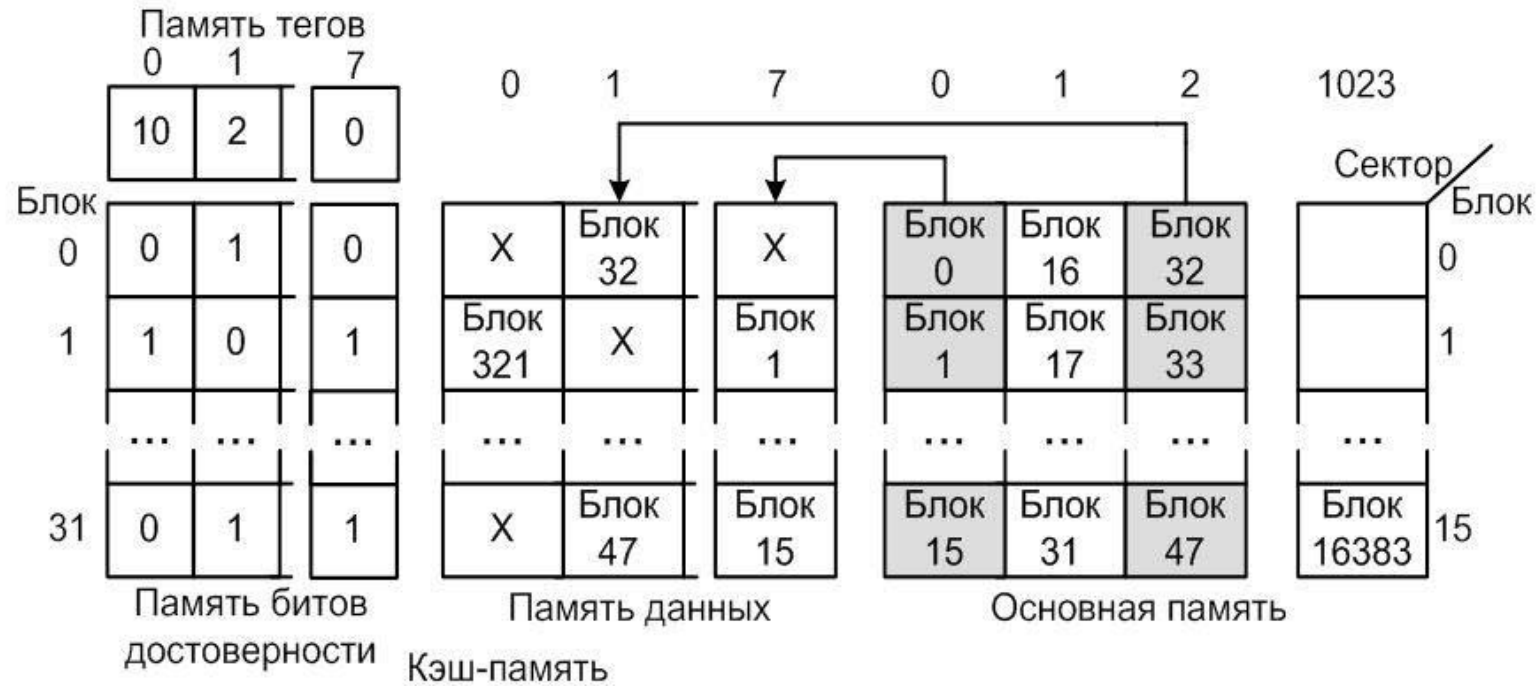 Память тегов
0 1 7
0 1 7 0 1 2 1023
10 2 0
Сектор
Блок
Блок
0 0 1 0 X Блок 32 X Блок 0 Блок 16 Блок 32 0
1 1 0 1 Блок 321 X Блок 1 Блок 1 Блок 17 Блок 33 1
... ... ... ... ... ... ... ... ... ...
31 0 1 1 X Блок 47 Блок 15 Блок 15 Блок 31 Блок 47 Блок 16383 15
Память битов достоверности
Память данных
Основная память
Кэш-память